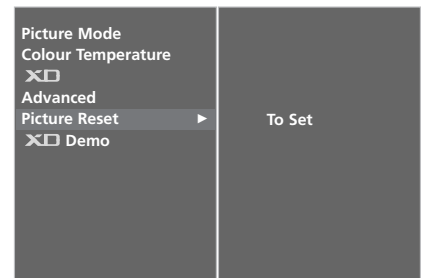 Picture Mode
Colour Temperature
XD
Advanced
Picture Reset ►
To Set
XD Demo